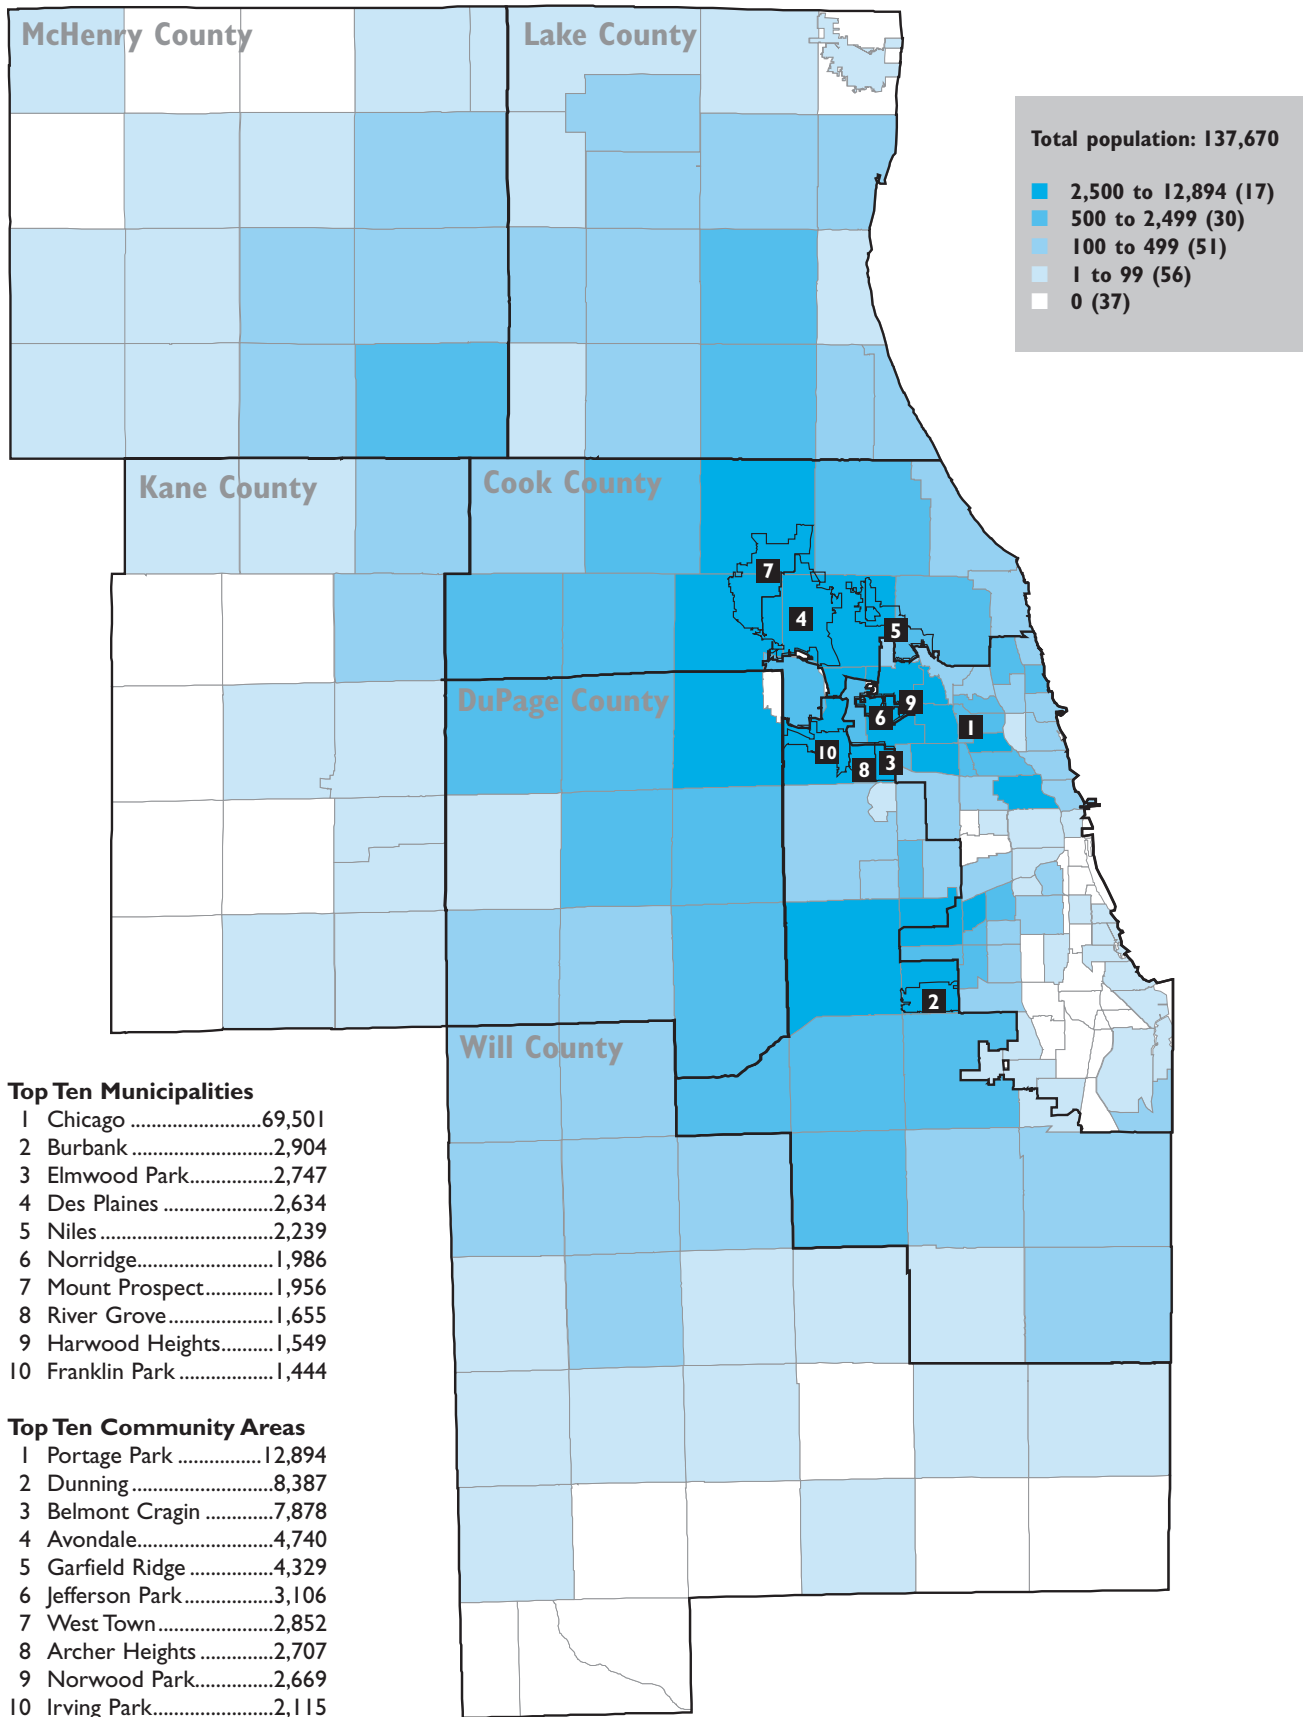 McHenry County
Lake County
Total population: 137,670
2,500 to 12,894 (17)
500 to 2,499 (30)
100 to 499 (51)
1 to 99 (56)
0 (37)
Kane County
Cook County
7
4
5
DuPage County
9
6
1
10
8
3
2
Will County
Top Ten Municipalities
1 Chicago ..........................69,501
2 Burbank ............................2,904
3 Elmwood Park................2,747
4 Des Plaines ......................2,634
5 Niles ..................................2,239
6 Norridge...........................1,986
7 Mount Prospect..............1,956
8 River Grove.....................1,655
9 Harwood Heights..........1,549
10 Franklin Park ...................1,444
Top Ten Community Areas
1 Portage Park ................12,894
2 Dunning............................8,387
3 Belmont Cragin .............7,878
4 Avondale...........................4,740
5 Garfield Ridge .................4,329
6 Jefferson Park..................3,106
7 West Town.......................2,852
8 Archer Heights ...............2,707
9 Norwood Park................2,669
10 Irving Park........................2,115